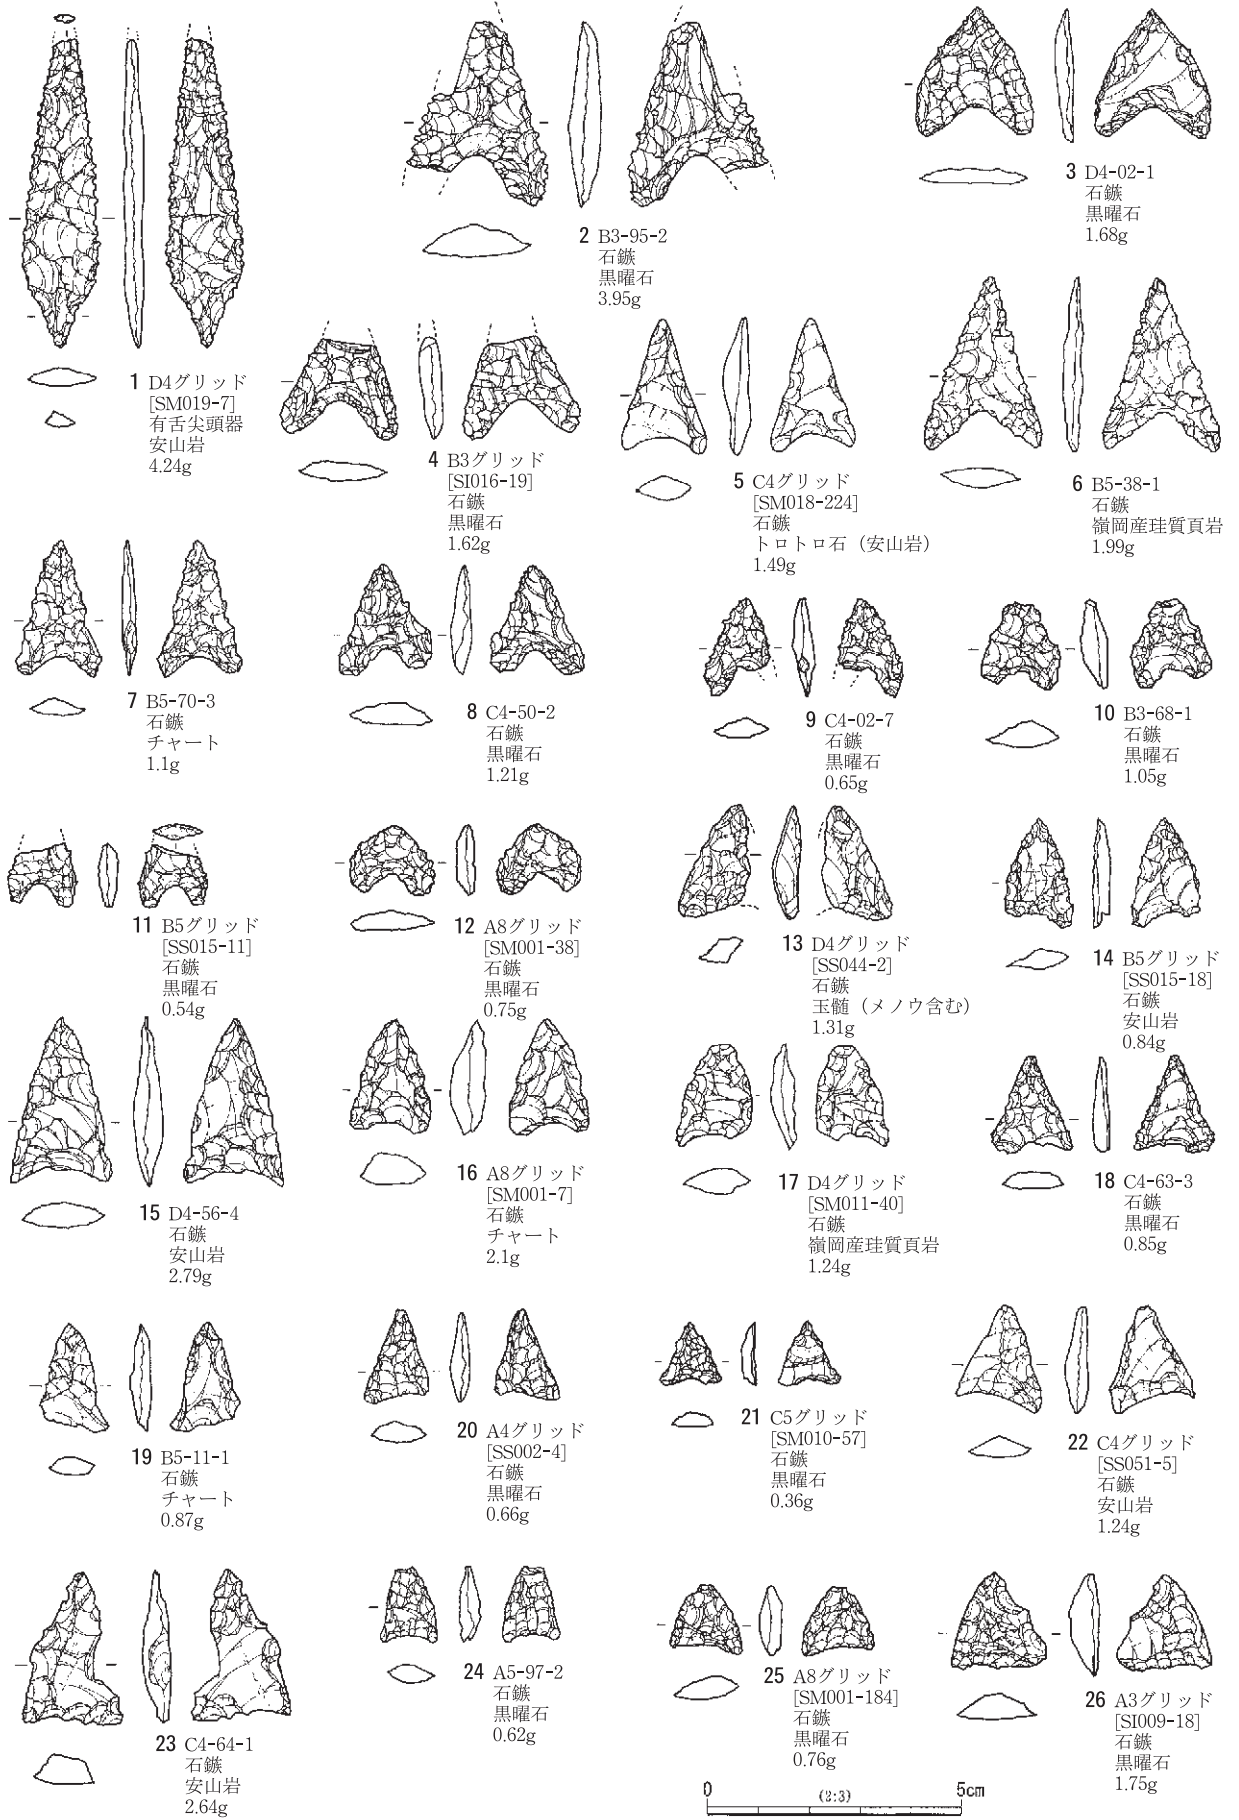 1 D4グリッド
[SM019-7]
有舌尖頭器
安山岩
4.24g
2 B3-95-2
石鏃
黒曜石
3.95g
3 D4-02-1
石鏃
黒曜石
1.68g
4 B3グリッド
[SI016-19]
石鏃
黒曜石
1.62g
5 C4グリッド
[SM018-224]
石鏃
トロトロ石（安山岩）
1.49g
6 B5-38-1
石鏃
嶺岡産珪質頁岩
1.99g
7 B5-70-3
石鏃
チャート
1.1g
8 C4-50-2
石鏃
黒曜石
1.21g
9 C4-02-7
石鏃
黒曜石
0.65g
10 B3-68-1
石鏃
黒曜石
1.05g
11 B5グリッド
[SS015-11]
石鏃
黒曜石
0.54g
12 A8グリッド
[SM001-38]
石鏃
黒曜石
0.75g
13 D4グリッド
[SS044-2]
石鏃
玉髄（メノウ含む）
1.31g
14 B5グリッド
[SS015-18]
石鏃
安山岩
0.84g
15 D4-56-4
石鏃
安山岩
2.79g
16 A8グリッド
[SM001-7]
石鏃
チャート
2.1g
17 D4グリッド
[SM011-40]
石鏃
嶺岡産珪質頁岩
1.24g
18 C4-63-3
石鏃
黒曜石
0.85g
19 B5-11-1
石鏃
チャート
0.87g
20 A4グリッド
[SS002-4]
石鏃
黒曜石
0.66g
21 C5グリッド
[SM010-57]
石鏃
黒曜石
0.36g
22 C4グリッド
[SS051-5]
石鏃
安山岩
1.24g
23 C4-64-1
石鏃
安山岩
2.64g
24 A5-97-2
石鏃
黒曜石
0.62g
25 A8グリッド
[SM001-184]
石鏃
黒曜石
0.76g
26 A3グリッド
[SI009-18]
石鏃
黒曜石
1.75g
0 (2:3) 5cm